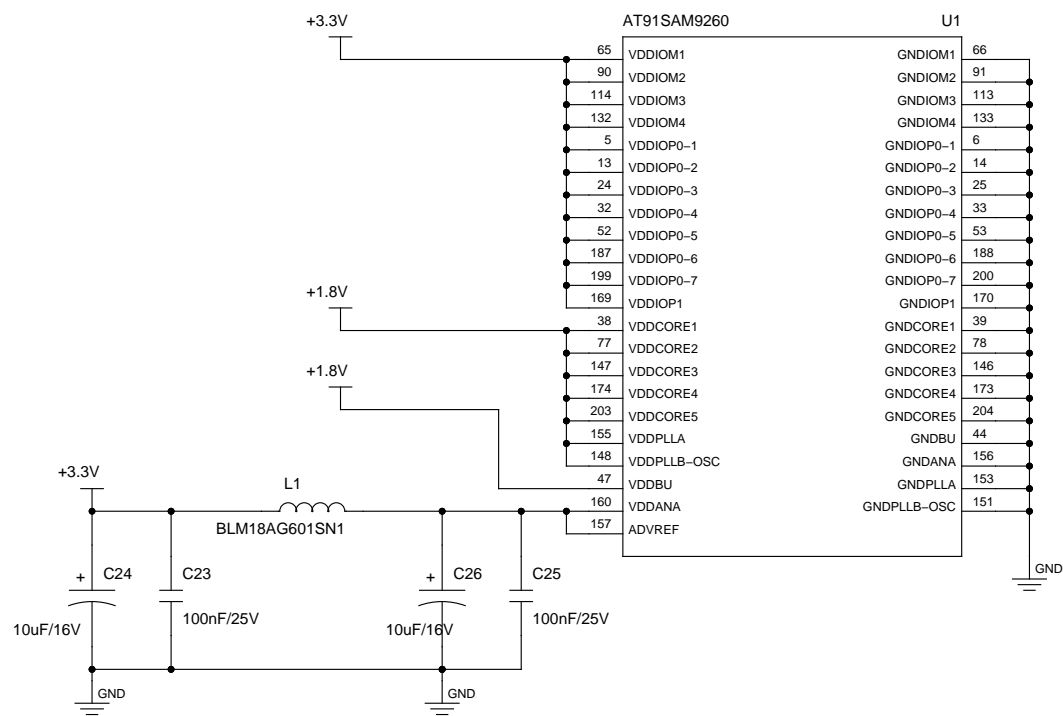 +3.3V
AT91SAM9260 U1
65 VDDIOM1 GNDIOM1 66
90 VDDIOM2 GNDIOM2 91
114 VDDIOM3 GNDIOM3 113
132 VDDIOM4 GNDIOM4 133
5 VDDIOP0-1 GNDIOP0-1 6
13 VDDIOP0-2 GNDIOP0-2 14
24 VDDIOP0-3 GNDIOP0-3 25
32 VDDIOP0-4 GNDIOP0-4 33
52 VDDIOP0-5 GNDIOP0-5 53
187 VDDIOP0-6 GNDIOP0-6 188
199 VDDIOP0-7 GNDIOP0-7 200
+1.8V
169 VDDIOP1 GNDIOP1 170
38 VDDCORE1 GNDCORE1 39
77 VDDCORE2 GNDCORE2 78
+1.8V
147 VDDCORE3 GNDCORE3 146
174 VDDCORE4 GNDCORE4 173
203 VDDCORE5 GNDCORE5 204
155 VDDPLLA GNDBU 44
148 VDDPLLB-OSC GNDANA 156
+3.3V
L1
47 VDDBU GNDPLLA 153
160 VDDANA GNDPLLB-OSC 151
BLM18AG601SN1
157 ADVREF
GND
+ C24
C23
+ C26
C25
10uF/16V
100nF/25V
10uF/16V
100nF/25V
GND
GND